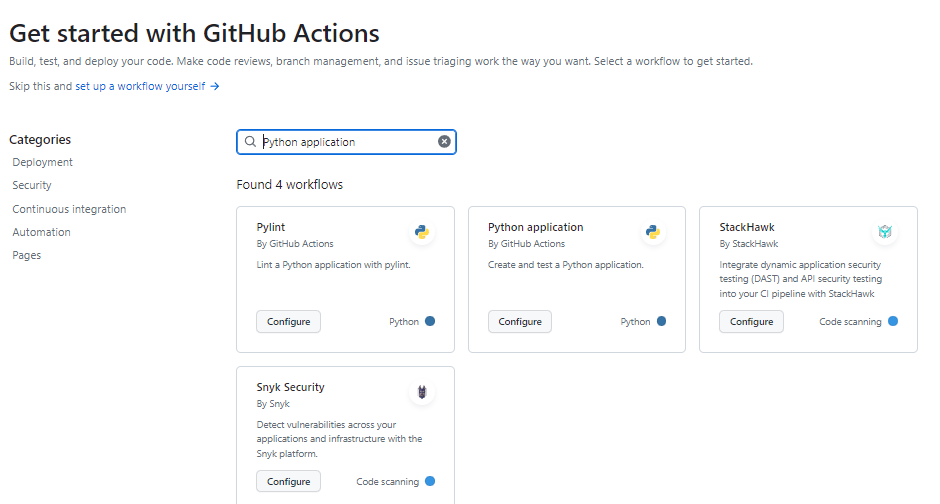 Get started with GitHub Actions
Build, test, and deploy your code. Make code reviews, branch management, and issue triaging work the way you want. Select a workflow to get started.
Skip this and set up a workflow yourself →
Categories
Deployment
Security
Continuous integration
Automation
Pages
Python application
Found 4 workflows
Pylint
By GitHub Actions
Lint a Python application with pylint.
Configure
Python
Python application
By GitHub Actions
Create and test a Python application.
Configure
Python
StackHawk
By StackHawk
Integrate dynamic application security
testing (DAST) and API security testing
into your CI pipeline with StackHawk
Configure
Code scanning
Snyk Security
By Snyk
Detect vulnerabilities across your
applications and infrastructure with the
Snyk platform.
Configure
Code scanning